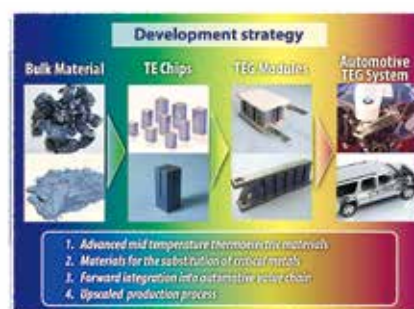 Development strategy
Bulk Material
TE Chips
TEG Modules
Automotive
TEG System
1. Advanced mid temperature thermoelectric materials
2. Materials for the substitution of critical metals
3. Forward integration into automotive value chain
4. Upscaled production process